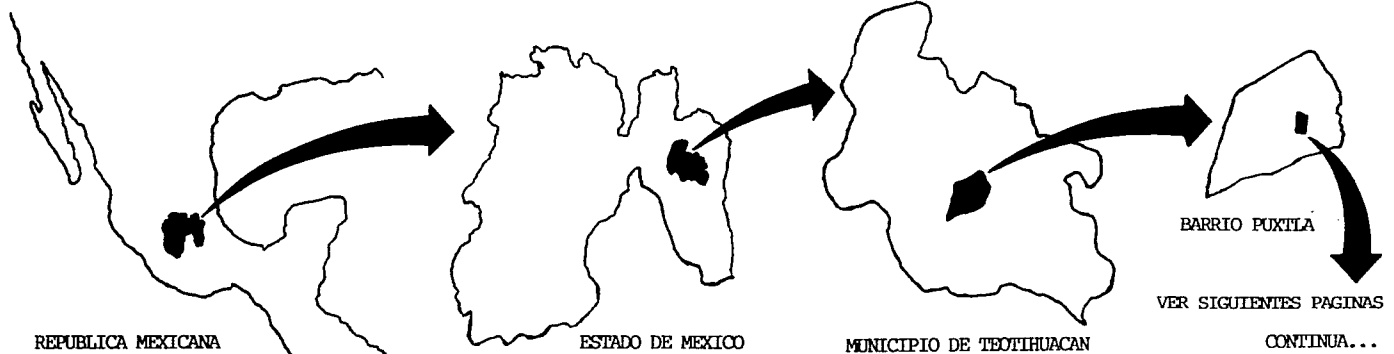 REPUBLICA MEXICANA
ESTADO DE MEXICO
MUNICIPIO DE TEOTIHUACAN
BARRIO PUXTLA
VER SIGUIENTES PAGINAS
CONTINUA...